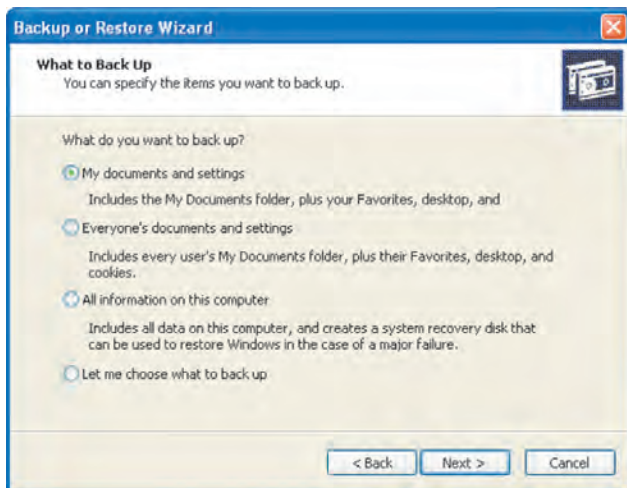 Backup or Restore Wizard
What to Back Up
You can specify the items you want to back up.
What do you want to back up?
My documents and settings
Includes the My Documents folder, plus your Favorites, desktop, and
Everyone's documents and settings
Includes every user's My Documents folder, plus their Favorites, desktop, and
cookies.
All information on this computer
Includes all data on this computer, and creates a system recovery disk that
can be used to restore Windows in the case of a major failure.
Let me choose what to back up
< Back Next > Cancel